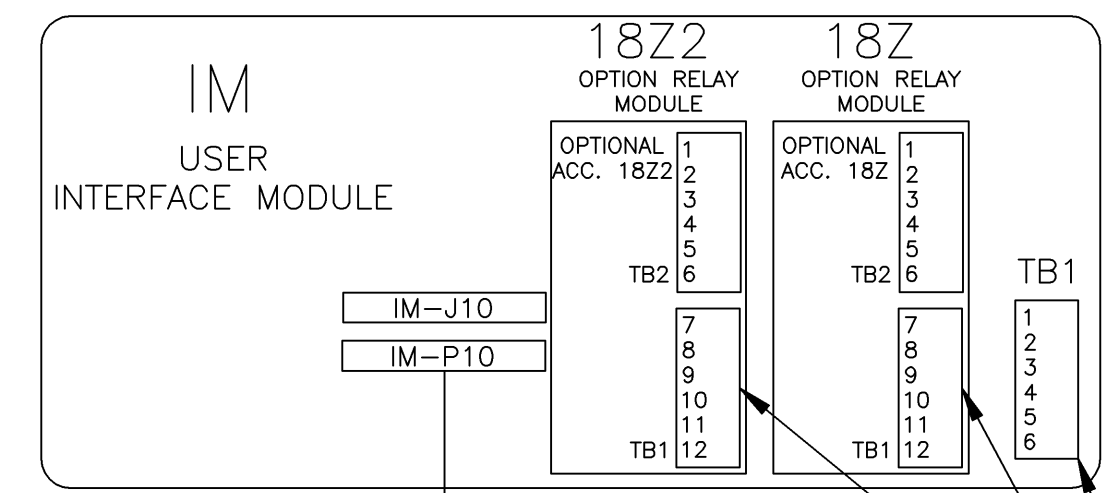 IM
USER
INTERFACE MODULE
IM-J10
IM-P10
18Z2
OPTION RELAY
MODULE
OPTIONAL
ACC. 18Z2
1
2
3
4
5
TB2 6
7
8
9
10
11
TB1 12
18Z
OPTION RELAY
MODULE
OPTIONAL
ACC. 18Z
1
2
3
4
5
TB2 6
7
8
9
10
11
TB1 12
TB1
1
2
3
4
5
6